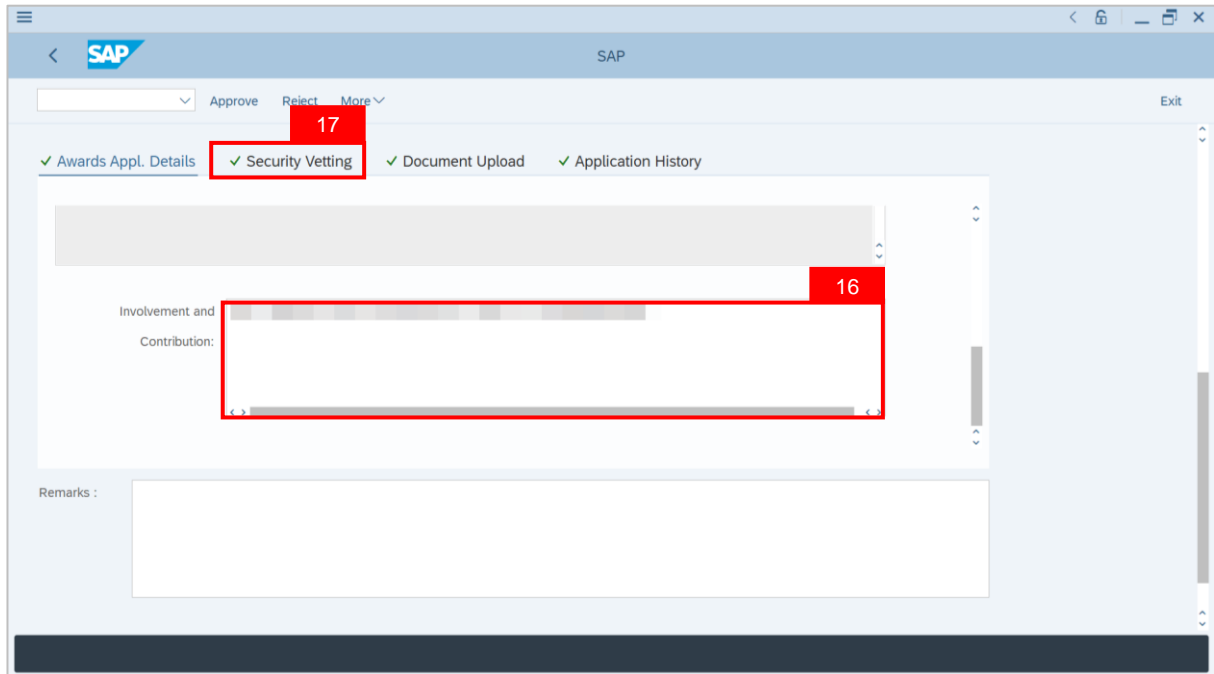 SAP
SAP
Approve Reject More Exit
17
Awards Appl. Details Security Vetting Document Upload Application History
16
Involvement and
Contribution:
Remarks :